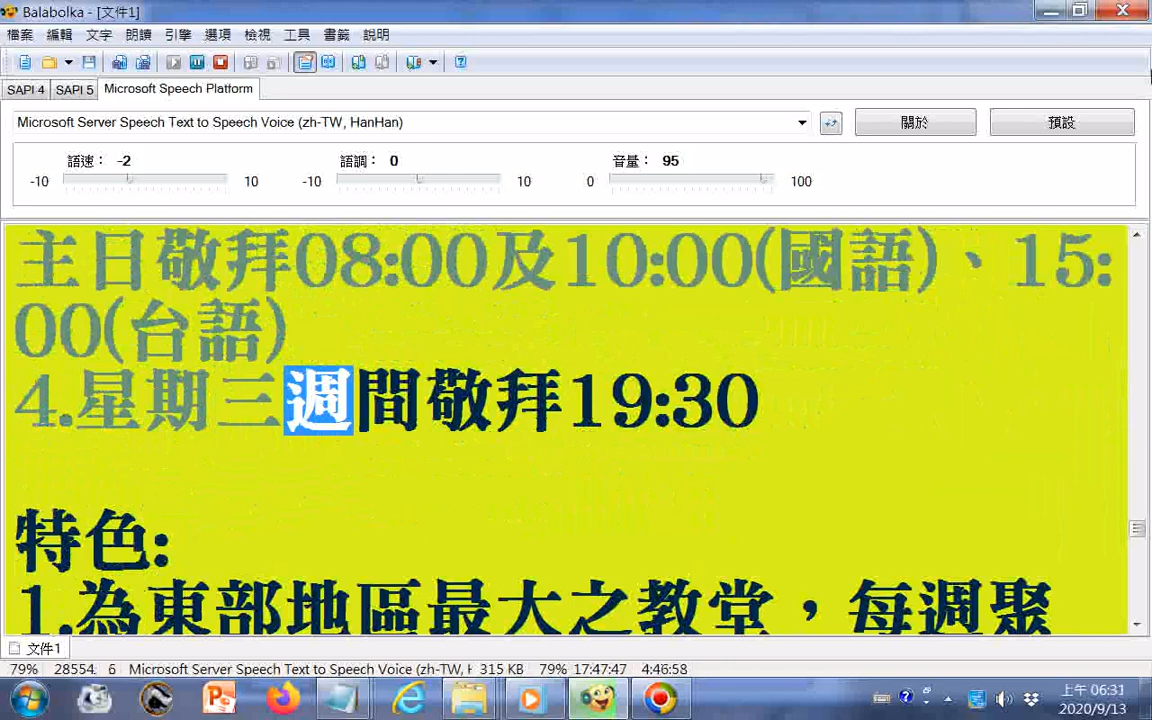 Balabolka - [文件1]
檔案 編輯 文字 朗讀 引擎 選項 檢視 工具 書籤 說明
SAPI 4 SAPI 5 Microsoft Speech Platform
Microsoft Server Speech Text to Speech Voice (zh-TW, HanHan) 關於 預設
語速： -2 語調： 0 音量： 95
-10 10 -10 10 0 100
主日敬拜08:00及10:00(國語)、15:
00(台語)
4.星期三週間敬拜19:30
特色:
1.為東部地區最大之教堂，每週聚
文件1
79% 28554 6 Microsoft Server Speech Text to Speech Voice (zh-TW, H 315 KB 79% 17:47:47 4:46:58
上午 06:31
2020/9/13